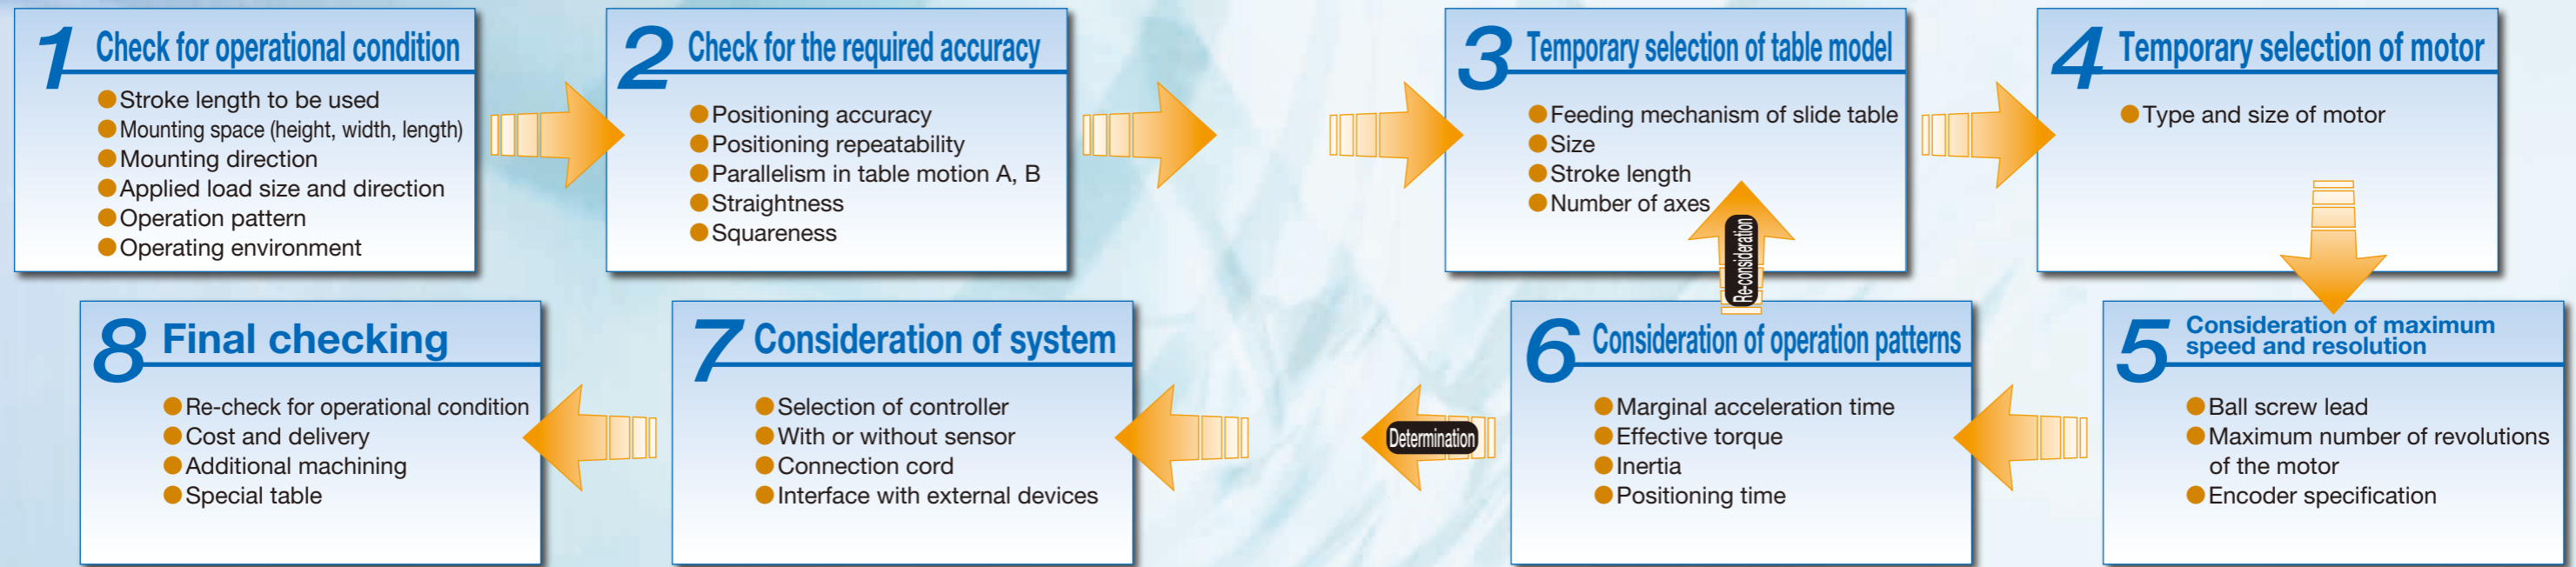 1 Check for operational condition
●Stroke length to be used
●Mounting space (height, width, length)
●Mounting direction
●Applied load size and direction
●Operation pattern
●Operating environment
2 Check for the required accuracy
●Positioning accuracy
●Positioning repeatability
●Parallelism in table motion A, B
●Straightness
●Squareness
3 Temporary selection of table model
●Feeding mechanism of slide table
●Size
●Stroke length
●Number of axes
Re-consideration
4 Temporary selection of motor
●Type and size of motor
5 Consideration of maximum
speed and resolution
●Ball screw lead
●Maximum number of revolutions
of the motor
●Encoder specification
6 Consideration of operation patterns
●Marginal acceleration time
●Effective torque
●Inertia
●Positioning time
Determination
7 Consideration of system
●Selection of controller
●With or without sensor
●Connection cord
●Interface with external devices
8 Final checking
●Re-check for operational condition
●Cost and delivery
●Additional machining
●Special table